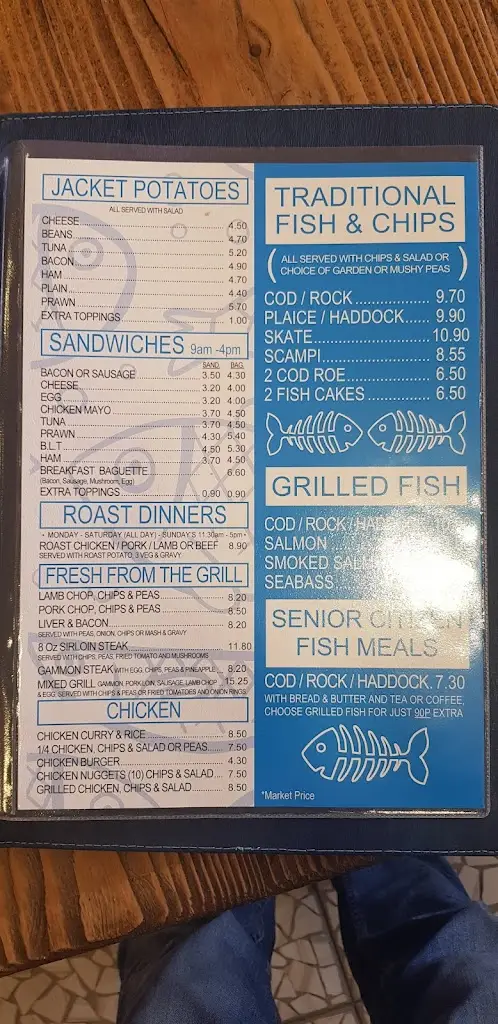 JACKET POTATOES
ALL SERVED WITH SALAD
CHEESE 4.50
BEANS 4.70
TUNA 5.20
BACON 4.90
HAM 4.70
PLAIN 4.40
PRAWN 5.70
EXTRA TOPPINGS 1.00
SANDWICHES 9am -4pm
SAND. BAG.
BACON OR SAUSAGE 3.50 4.30
CHEESE 3.20 4.00
EGG 3.20 4.00
CHICKEN MAYO 3.70 4.50
TUNA 3.70 4.50
PRAWN 4.30 5.40
B.L.T 4.50 5.30
HAM 3.70 4.50
BREAKFAST BAGUETTE 6.60
(Bacon, Sausage, Mushroom, Egg)
EXTRA TOPPINGS 0.90 0.90
ROAST DINNERS
• MONDAY - SATURDAY (ALL DAY) - SUNDAY'S 11.30am - 5pm •
ROAST CHICKEN / PORK / LAMB OR BEEF 8.90
SERVED WITH ROAST POTATO, 3 VEG & GRAVY
FRESH FROM THE GRILL
LAMB CHOP, CHIPS & PEAS 8.20
PORK CHOP, CHIPS & PEAS 8.50
LIVER & BACON 8.20
SERVED WITH PEAS, ONION, CHIPS OR MASH & GRAVY
8 Oz SIRLOIN STEAK 11.80
SERVED WITH CHIPS, PEAS, FRIED TOMATO AND MUSHROOMS
GAMMON STEAK WITH EGG, CHIPS, PEAS & PINEAPPLE 8.20
MIXED GRILL GAMMON, PORK LOIN, SAUSAGE, LAMB CHOP 15.25
& EGG SERVED WITH CHIPS & PEAS OR FRIED TOMATOES AND ONION RINGS
CHICKEN
CHICKEN CURRY & RICE 8.50
1/4 CHICKEN, CHIPS & SALAD OR PEAS 7.50
CHICKEN BURGER 4.30
CHICKEN NUGGETS (10) CHIPS & SALAD 7.50
GRILLED CHICKEN, CHIPS & SALAD 8.50
TRADITIONAL
FISH & CHIPS
(ALL SERVED WITH CHIPS & SALAD OR
CHOICE OF GARDEN OR MUSHY PEAS)
COD / ROCK 9.70
PLAICE / HADDOCK 9.90
SKATE 10.90
SCAMPI 8.55
2 COD ROE 6.50
2 FISH CAKES 6.50
GRILLED FISH
COD / ROCK / HADDOCK
SALMON
SMOKED
SEABASS
SENIOR CITIZEN
FISH MEALS
COD / ROCK / HADDOCK. 7.30
WITH BREAD & BUTTER AND TEA OR COFFEE,
CHOOSE GRILLED FISH FOR JUST 90P EXTRA
*Market Price